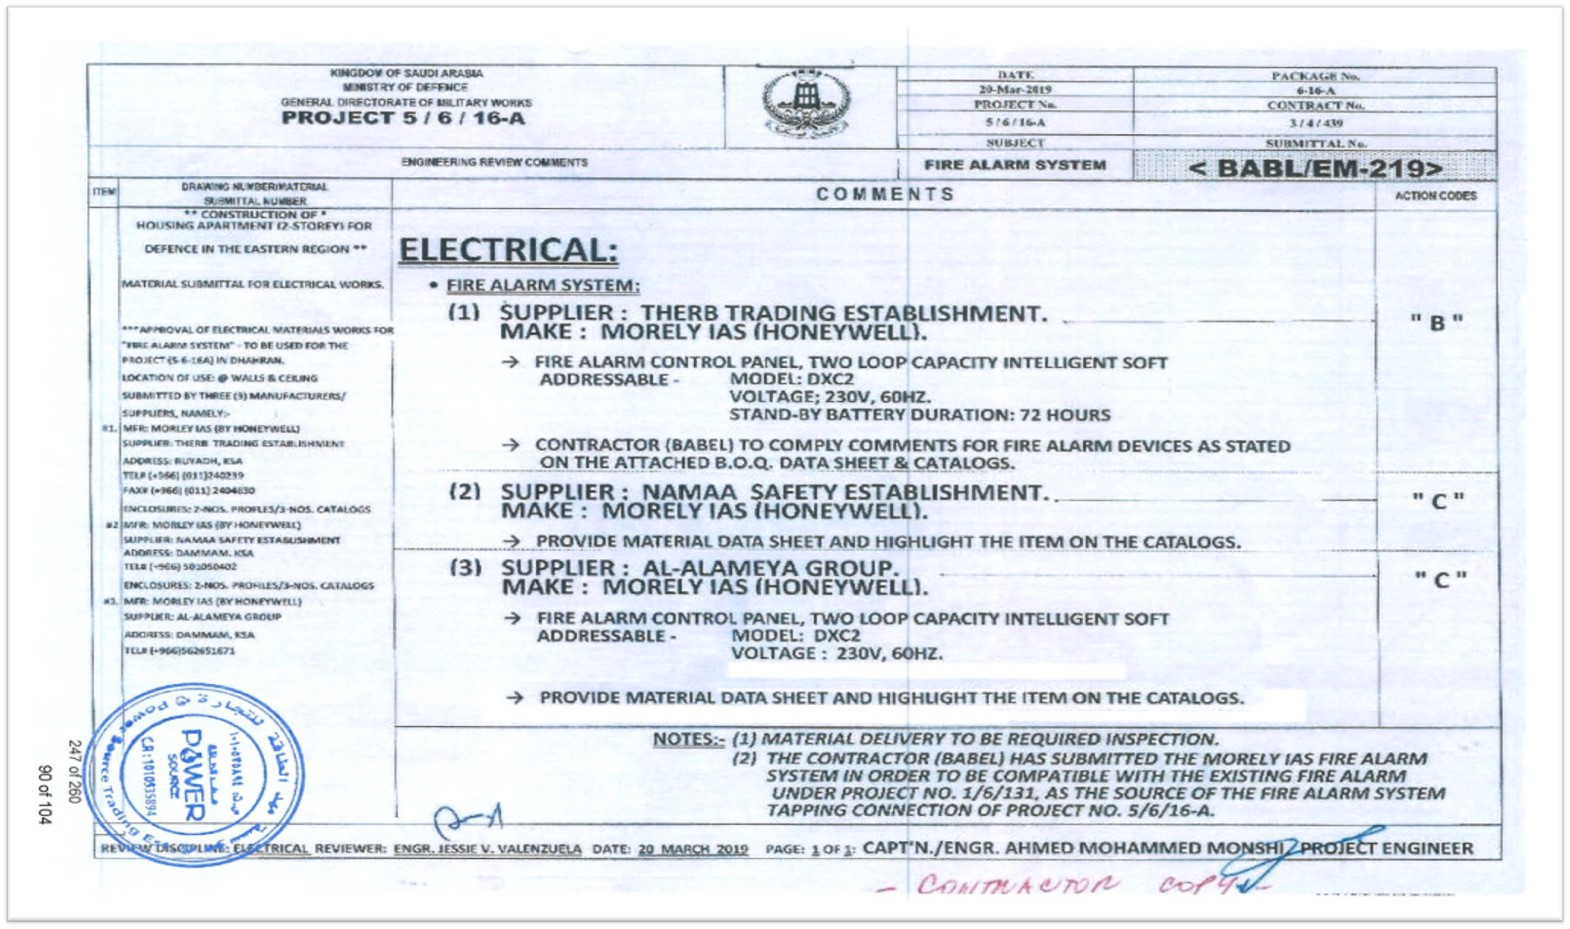 KINGDOM OF SAUDI ARABIA
MINISTRY OF DEFENCE
GENERAL DIRECTORATE OF MILITARY WORKS
PROJECT 5 / 6 / 16-A
DATE
20-Mar-2019
PROJECT No.
5/6/16-A
SUBJECT
FIRE ALARM SYSTEM
PACKAGE No.
6-16-A
CONTRACT No.
3/4/439
SUBMITTAL No.
< BABL/EM-219>
ENGINEERING REVIEW COMMENTS
ITEM
DRAWING NUMBER/MATERIAL
SUBMITTAL NUMBER
COMMENTS
ACTION CODES
** CONSTRUCTION OF *
HOUSING APARTMENT (2-STOREY) FOR
DEFENCE IN THE EASTERN REGION **
MATERIAL SUBMITTAL FOR ELECTRICAL WORKS.
***APPROVAL OF ELECTRICAL MATERIALS WORKS FOR
"FIRE ALARM SYSTEM" - TO BE USED FOR THE
PROJECT (5-6-16A) IN DHAHRAN.
LOCATION OF USE: @ WALLS & CEILING
SUBMITTED BY THREE (3) MANUFACTURERS/
SUPPLIERS, NAMELY:-
#1. MFR: MORLEY IAS (BY HONEYWELL)
SUPPLIER: THERB TRADING ESTABLISHMENT
ADDRESS: RUYADH, KSA
TEL# (+966) (011)240239
FAX# (+966) (011) 2404630
ENCLOSURES: 2-NOS. PROFLES/3-NOS. CATALOGS
#2 MFR: MORLEY IAS (BY HONEYWELL)
SUPPLIER: NAMAA SAFETY ESTABLISHMENT
ADDRESS: DAMMAM, KSA
TEL# (+966) 501050402
ENCLOSURES: 2-NOS. PROFILES/3-NOS. CATALOGS
#3. MFR: MORLEY IAS (BY HONEYWELL)
SUPPLIER: AL-ALAMEYA GROUP
ADDRESS: DAMMAM, KSA
TEL# (+966)562651671
ELECTRICAL:
• FIRE ALARM SYSTEM:
(1) SUPPLIER : THERB TRADING ESTABLISHMENT.
MAKE : MORELY IAS (HONEYWELL).
" B "
→ FIRE ALARM CONTROL PANEL, TWO LOOP CAPACITY INTELLIGENT SOFT
ADDRESSABLE - MODEL: DXC2
VOLTAGE; 230V, 60HZ.
STAND-BY BATTERY DURATION: 72 HOURS
→ CONTRACTOR (BABEL) TO COMPLY COMMENTS FOR FIRE ALARM DEVICES AS STATED
ON THE ATTACHED B.O.Q. DATA SHEET & CATALOGS.
(2) SUPPLIER : NAMAA SAFETY ESTABLISHMENT.
MAKE : MORELY IAS (HONEYWELL).
" C "
→ PROVIDE MATERIAL DATA SHEET AND HIGHLIGHT THE ITEM ON THE CATALOGS.
(3) SUPPLIER : AL-ALAMEYA GROUP.
MAKE : MORELY IAS (HONEYWELL).
" C "
→ FIRE ALARM CONTROL PANEL, TWO LOOP CAPACITY INTELLIGENT SOFT
ADDRESSABLE - MODEL: DXC2
VOLTAGE : 230V, 60HZ.
→ PROVIDE MATERIAL DATA SHEET AND HIGHLIGHT THE ITEM ON THE CATALOGS.
NOTES:- (1) MATERIAL DELIVERY TO BE REQUIRED INSPECTION.
(2) THE CONTRACTOR (BABEL) HAS SUBMITTED THE MORELY IAS FIRE ALARM
SYSTEM IN ORDER TO BE COMPATIBLE WITH THE EXISTING FIRE ALARM
UNDER PROJECT NO. 1/6/131, AS THE SOURCE OF THE FIRE ALARM SYSTEM
TAPPING CONNECTION OF PROJECT NO. 5/6/16-A.
REVIEW DISCIPLINE: ELECTRICAL REVIEWER: ENGR. JESSIE V. VALENZUELA DATE: 20 MARCH 2019 PAGE: 1 OF 1: CAPT'N./ENGR. AHMED MOHAMMED MONSHI, PROJECT ENGINEER
- CONTRACTOR COPY -
POWER
SOURCE
CR:1010935894
Power Source Trading
247 of 260
90 of 104